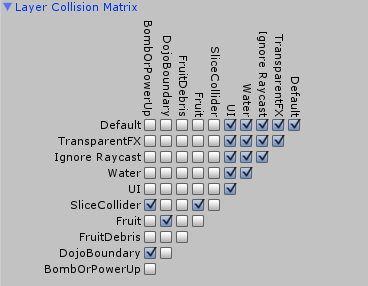 Layer Collision Matrix
BombOrPowerUp
DojoBoundary
FruitDebris
Fruit
SliceCollider
UI
Water
Ignore Raycast
TransparentFX
Default
Default
TransparentFX
Ignore Raycast
Water
UI
SliceCollider
Fruit
FruitDebris
DojoBoundary
BombOrPowerUp